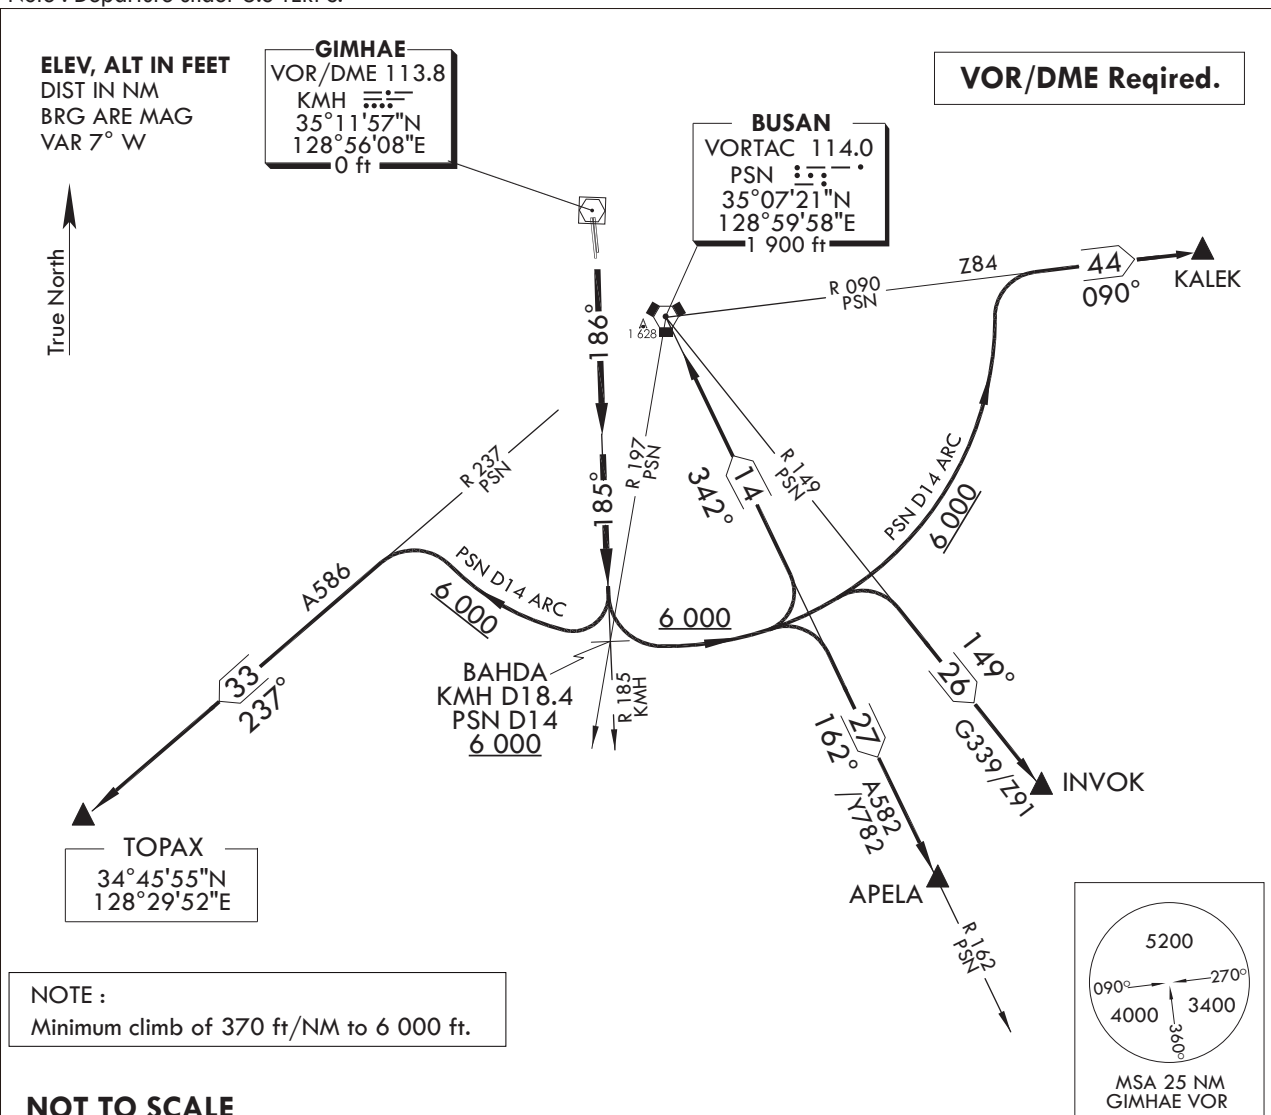 ELEV, ALT IN FEET
DIST IN NM
BRG ARE MAG
VAR 7° W
True North
GIMHAE
VOR/DME 113.8
KMH
35°11'57"N
128°56'08"E
0 ft
VOR/DME Reqired.
BUSAN
VORTAC 114.0
PSN
35°07'21"N
128°59'58"E
1 900 ft
1 628
186°
185°
R 197
PSN
R 090
PSN
Z84
44
090°
KALEK
R 237
PSN
A586
PSN D14 ARC
6 000
33
237°
TOPAX
34°45'55"N
128°29'52"E
BAHDA
KMH D18.4
PSN D14
6 000
R 185
KMH
6 000
342°
14
R 149
PSN
PSN D14 ARC
6 000
149°
26
G339/Z91
INVOK
27
162°
A582
/Y782
APELA
R 162
PSN
NOTE :
Minimum climb of 370 ft/NM to 6 000 ft.
NOT TO SCALE
5200
090°
270°
4000
3400
360°
MSA 25 NM
GIMHAE VOR